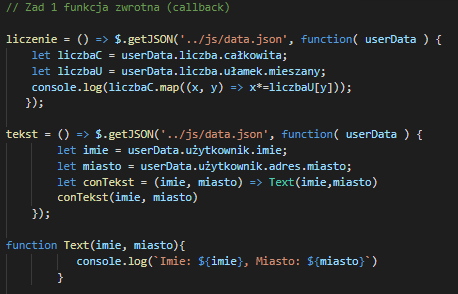 // Zad 1 funkcja zwrotna (callback)
liczenie = () => $.getJSON('../js/data.json', function( userData ) {
let liczbaC = userData.liczba.całkowita;
let liczbaU = userData.liczba.ułamek.mieszany;
console.log(liczbaC.map((x, y) => x*=liczbaU[y]));
});
tekst = () => $.getJSON('../js/data.json', function( userData ) {
let imie = userData.użytkownik.imie;
let miasto = userData.użytkownik.adres.miasto;
let conTekst = (imie, miasto) => Text(imie,miasto)
conTekst(imie, miasto)
});
function Text(imie, miasto){
console.log(`Imie: ${imie}, Miasto: ${miasto}`)
}